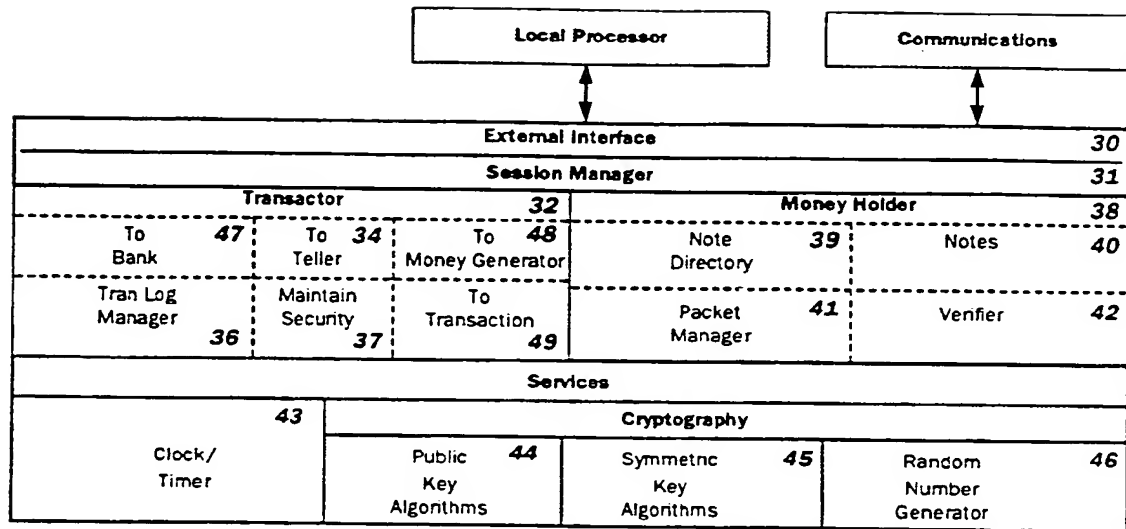 Local Processor
Communications
External Interface 30
Session Manager 31
Transactor 32
Money Holder 38
To 47
Bank
To 34
Teller
To 48
Money Generator
Note 39
Directory
Notes 40
Tran Log
Manager
36
Maintain
Security
37
To
Transaction
49
Packet 41
Manager
Verifier 42
Services
43
Clock/
Timer
Cryptography
Public 44
Key
Algorithms
Symmetric 45
Key
Algorithms
Random 46
Number
Generator